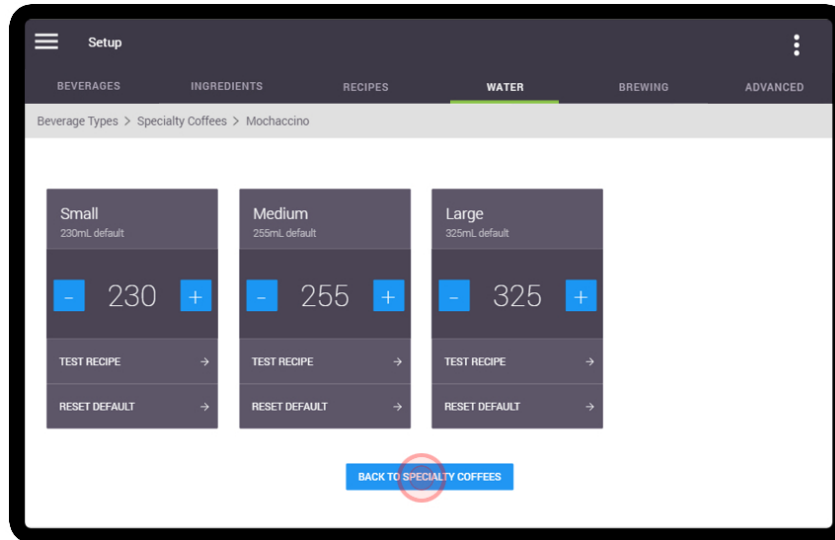 Setup
BEVERAGES INGREDIENTS RECIPES WATER BREWING ADVANCED
Beverage Types > Specialty Coffees > Mochaccino
Small Medium Large
230mL default 255mL default 325mL default
- 230 + - 255 + - 325 +
TEST RECIPE → TEST RECIPE → TEST RECIPE →
RESET DEFAULT → RESET DEFAULT → RESET DEFAULT →
BACK TO SPECIALTY COFFEES